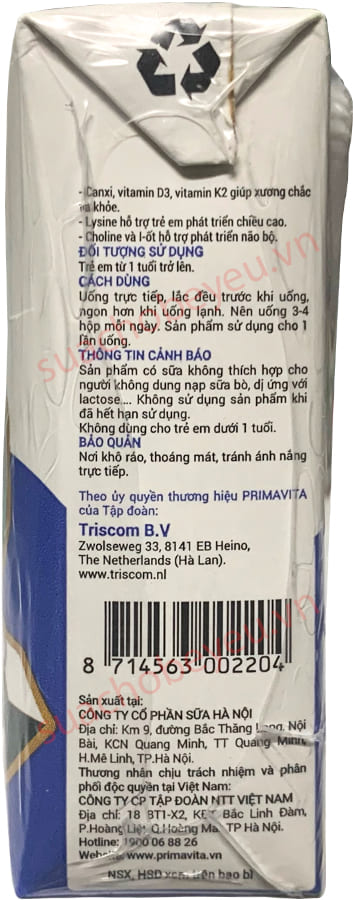 - Canxi, vitamin D3, vitamin K2 giúp xương chắc
và khỏe.
- Lysine hỗ trợ trẻ em phát triển chiều cao.
- Choline và I-ốt hỗ trợ phát triển não bộ.
ĐỐI TƯỢNG SỬ DỤNG
Trẻ em từ 1 tuổi trở lên.
CÁCH DÙNG
Uống trực tiếp, lắc đều trước khi uống,
ngon hơn khi uống lạnh. Nên uống 3-4
hộp mỗi ngày. Sản phẩm sử dụng cho 1
lần uống.
THÔNG TIN CẢNH BÁO
Sản phẩm có sữa không thích hợp cho
người không dung nạp sữa bò, dị ứng với
lactose... Không sử dụng sản phẩm khi
đã hết hạn sử dụng.
Không dùng cho trẻ em dưới 1 tuổi.
BẢO QUẢN
Nơi khô ráo, thoáng mát, tránh ánh nắng
trực tiếp.
Theo ủy quyền thương hiệu PRIMAVITA
của Tập đoàn:
Triscom B.V
Zwolseweg 33, 8141 EB Heino,
The Netherlands (Hà Lan).
www.triscom.nl
8 714563 002204
Sản xuất tại:
CÔNG TY CỔ PHẦN SỮA HÀ NỘI
Địa chỉ: Km 9, đường Bắc Thăng Long, Nội
Bài, KCN Quang Minh, TT Quang Minh,
H.Mê Linh, TP.Hà Nội.
Thương nhân chịu trách nhiệm và phân
phối độc quyền tại Việt Nam:
CÔNG TY CP TẬP ĐOÀN NTT VIỆT NAM
Địa chỉ: 18 BT1-X2, Bắc Linh Đàm,
P.Hoàng Liệt, Q.Hoàng Mai, TP Hà Nội
Hotline: 1900 06 88 26
Website: www.primavita.vn
NSX, HSD xem trên bao bì
suachobeyeu.vn
suachobeyeu.vn